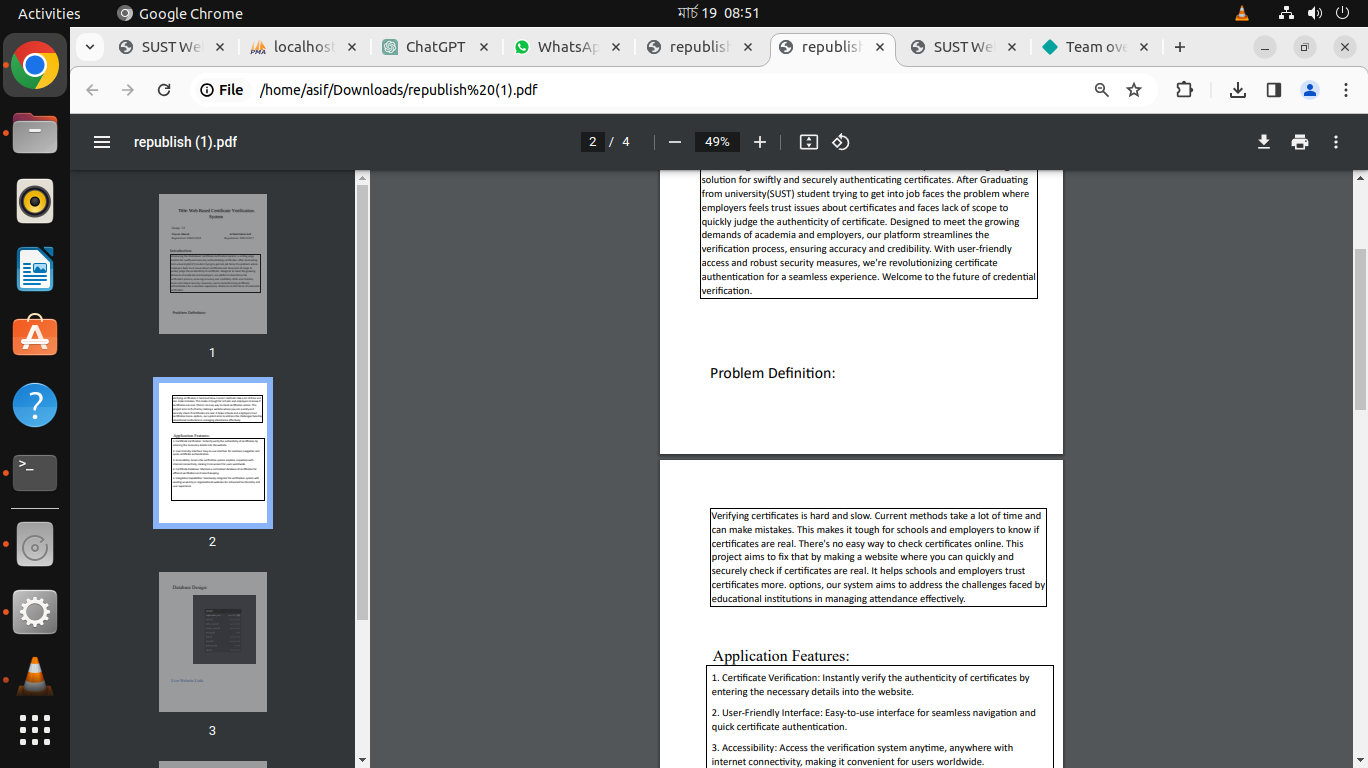 Activities
Google Chrome
মার্চ 19 08:51
SUST We
localhost
ChatGPT
WhatsAp
republish
republish
SUST We
Team ove
File /home/asif/Downloads/republish%20(1).pdf
republish (1).pdf
2 / 4
49%
Title: Web Based Certificate Verification
System
Introduction:
Problem Definition:
1
Application Features:
2
Database Design:
3
solution for swiftly and securely authenticating certificates. After Graduating
from university(SUST) student trying to get into job faces the problem where
employers feels trust issues about certificates and faces lack of scope to
quickly judge the authenticity of certificate. Designed to meet the growing
demands of academia and employers, our platform streamlines the
verification process, ensuring accuracy and credibility. With user-friendly
access and robust security measures, we're revolutionizing certificate
authentication for a seamless experience. Welcome to the future of credential
verification.
Problem Definition:
Verifying certificates is hard and slow. Current methods take a lot of time and
can make mistakes. This makes it tough for schools and employers to know if
certificates are real. There's no easy way to check certificates online. This
project aims to fix that by making a website where you can quickly and
securely check if certificates are real. It helps schools and employers trust
certificates more. options, our system aims to address the challenges faced by
educational institutions in managing attendance effectively.
Application Features:
1. Certificate Verification: Instantly verify the authenticity of certificates by
entering the necessary details into the website.
2. User-Friendly Interface: Easy-to-use interface for seamless navigation and
quick certificate authentication.
3. Accessibility: Access the verification system anytime, anywhere with
internet connectivity, making it convenient for users worldwide.